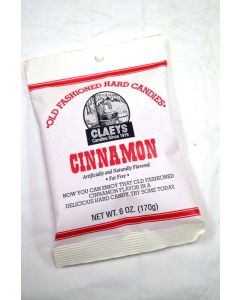 OLD FASHIONED HARD CANDIES
CLAEYS
Candies Since 1919
CINNAMON
Artificially and Naturally Flavored
• Fat Free •
NOW YOU CAN ENJOY THAT OLD FASHIONED
CINNAMON FLAVOR IN A
DELICIOUS HARD CANDY. TRY SOME TODAY.
NET WT. 6 OZ. (170g)